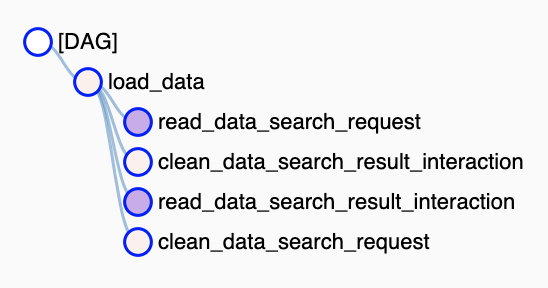 [DAG]
load_data
read_data_search_request
clean_data_search_result_interaction
read_data_search_result_interaction
clean_data_search_request